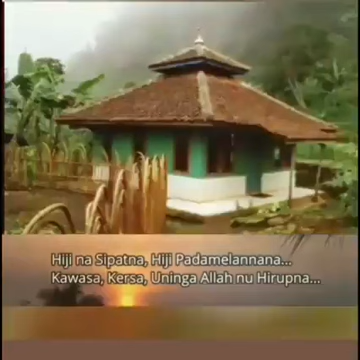 Hiji na Sipatna, Hiji Padamelannana...
Kawasa, Kersa, Uninga Allah nu Hirupna...